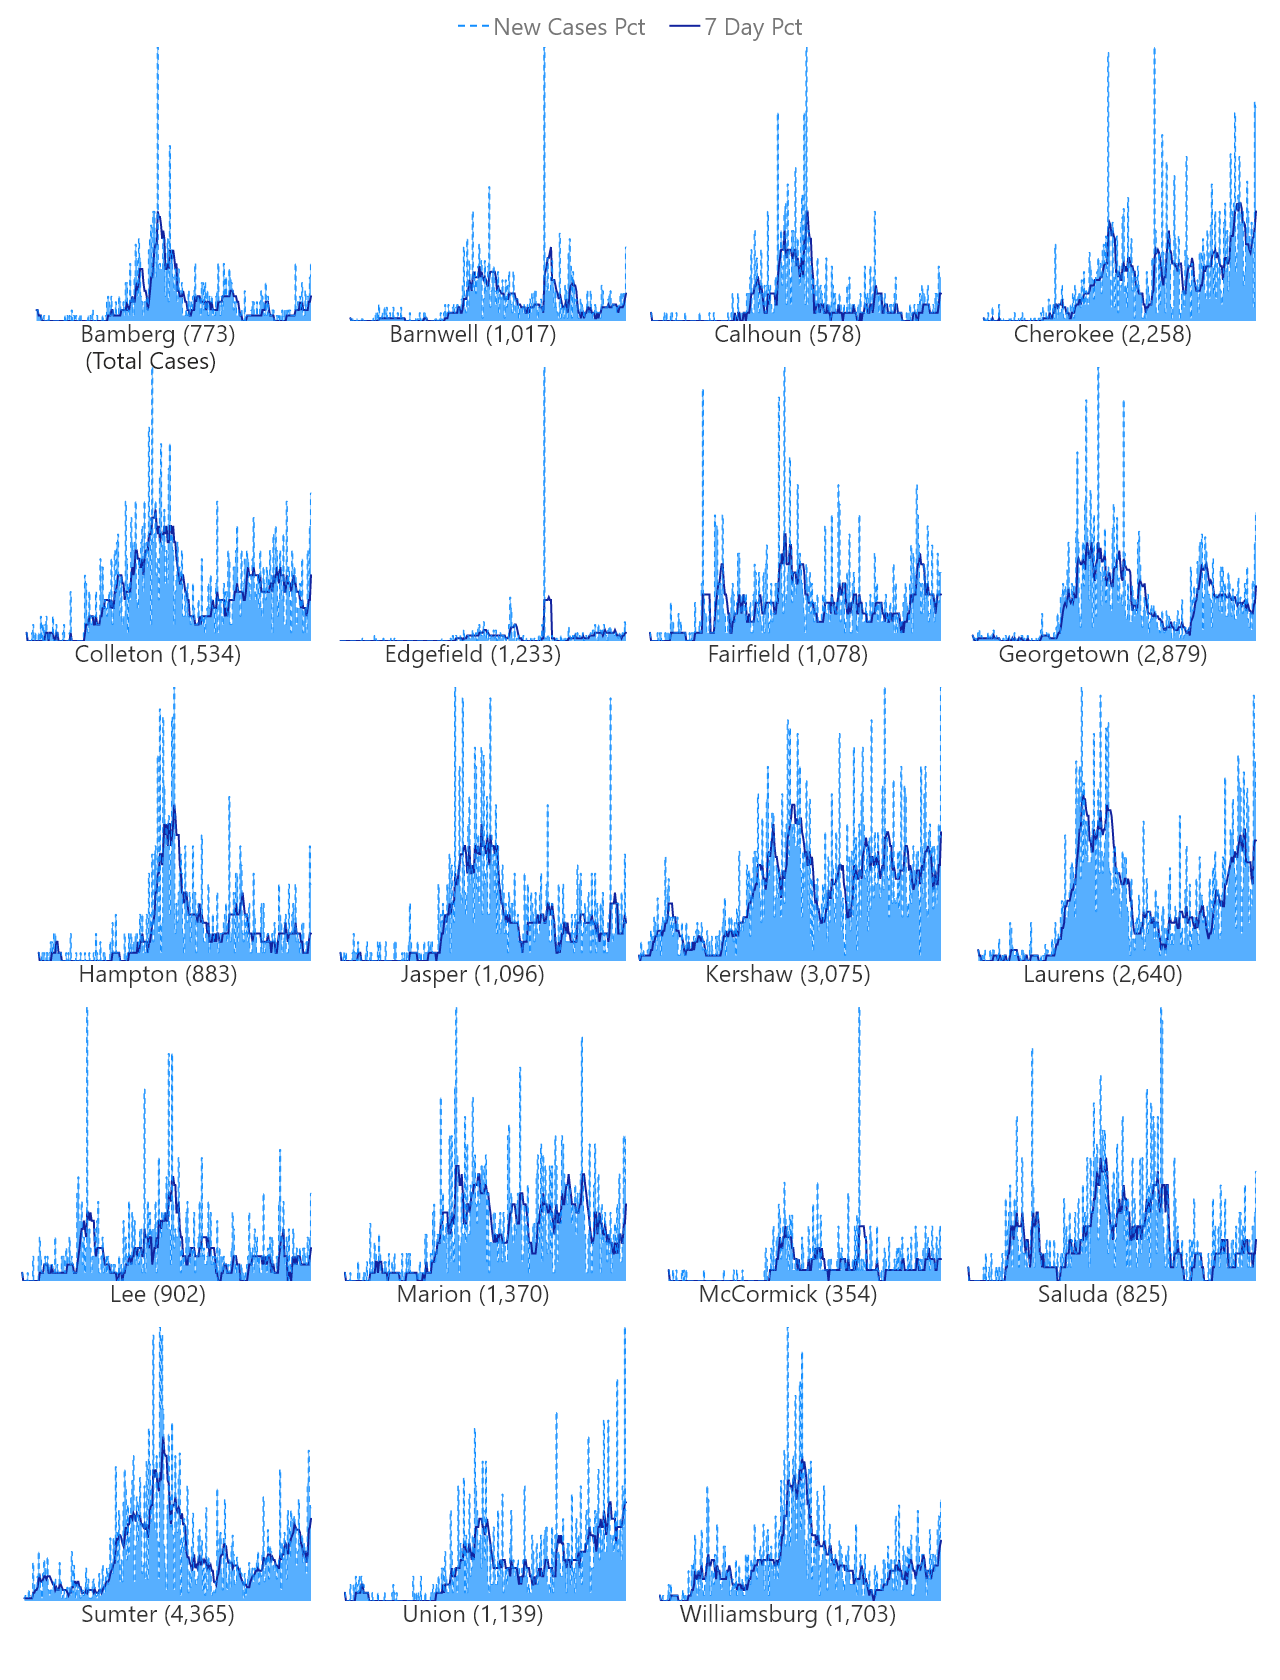 New Cases Pct 7 Day Pct
Bamberg (773) Barnwell (1,017) Calhoun (578) Cherokee (2,258)
(Total Cases)
Colleton (1,534) Edgefield (1,233) Fairfield (1,078) Georgetown (2,879)
Hampton (883) Jasper (1,096) Kershaw (3,075) Laurens (2,640)
Lee (902) Marion (1,370) McCormick (354) Saluda (825)
Sumter (4,365) Union (1,139) Williamsburg (1,703)